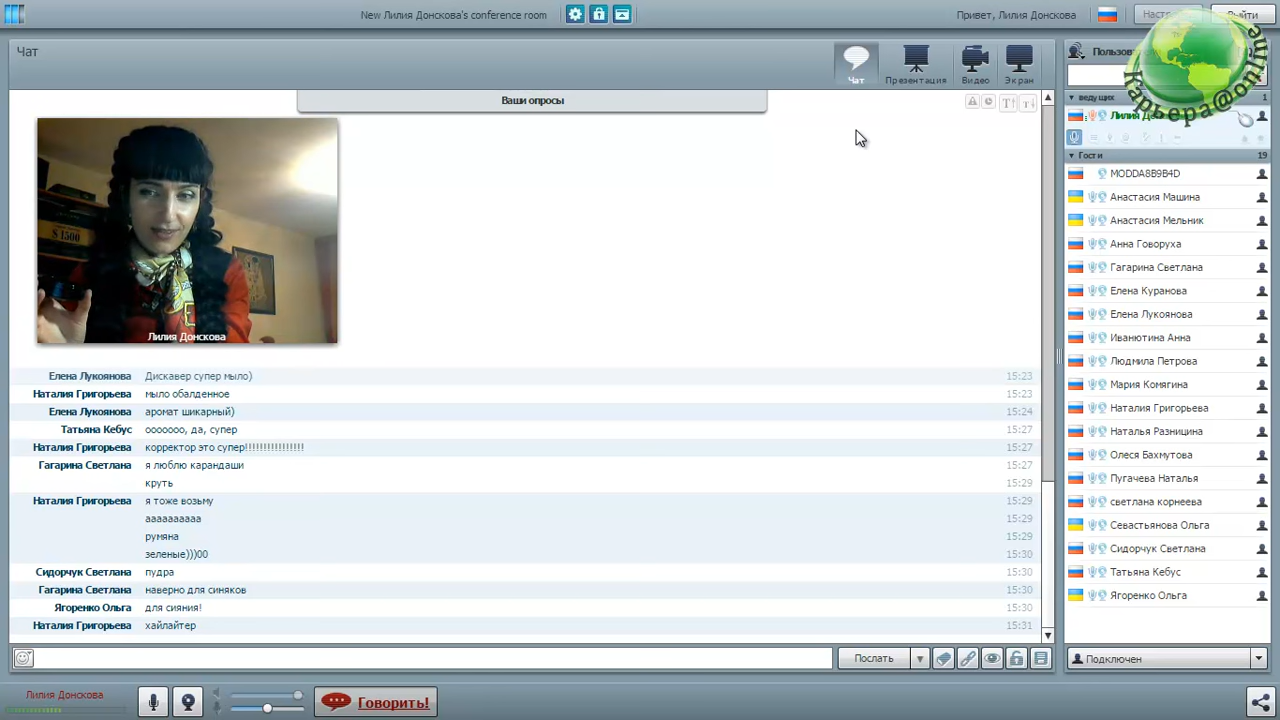 New Лилия Донскова's conference room
Привет, Лилия Донскова
Выйти
Чат
Чат
Презентация
Видео
Экран
Карьера@online
Ваши опросы
$ 1500
Лилия Донскова
Елена Лукоянова Дискавер супер мыло) 15:23
Наталия Григорьева мыло обалденное 15:23
Елена Лукоянова аромат шикарный) 15:24
Татьяна Кебус ооооооо, да, супер 15:27
Наталия Григорьева корректор это супер!!!!!!!!!!!!!!!! 15:27
Гагарина Светлана я люблю карандаши 15:27
круть 15:29
Наталия Григорьева я тоже возьму 15:29
аааааааааа 15:29
румяна 15:29
зеленые)))00 15:30
Сидорчук Светлана пудра 15:30
Гагарина Светлана наверно для синяков 15:30
Ягоренко Ольга для сияния! 15:30
Наталия Григорьева хайлайтер 15:31
Послать
Лилия Донскова
Говорить!
ведущих 1
Гости 19
MODDA8B9B4D
Анастасия Машина
Анастасия Мельник
Анна Говоруха
Гагарина Светлана
Елена Куранова
Елена Лукоянова
Иванютина Анна
Людмила Петрова
Мария Комягина
Наталия Григорьева
Наталья Разницина
Олеся Бахмутова
Пугачева Наталья
светлана корнеева
Севастьянова Ольга
Сидорчук Светлана
Татьяна Кебус
Ягоренко Ольга
Подключен